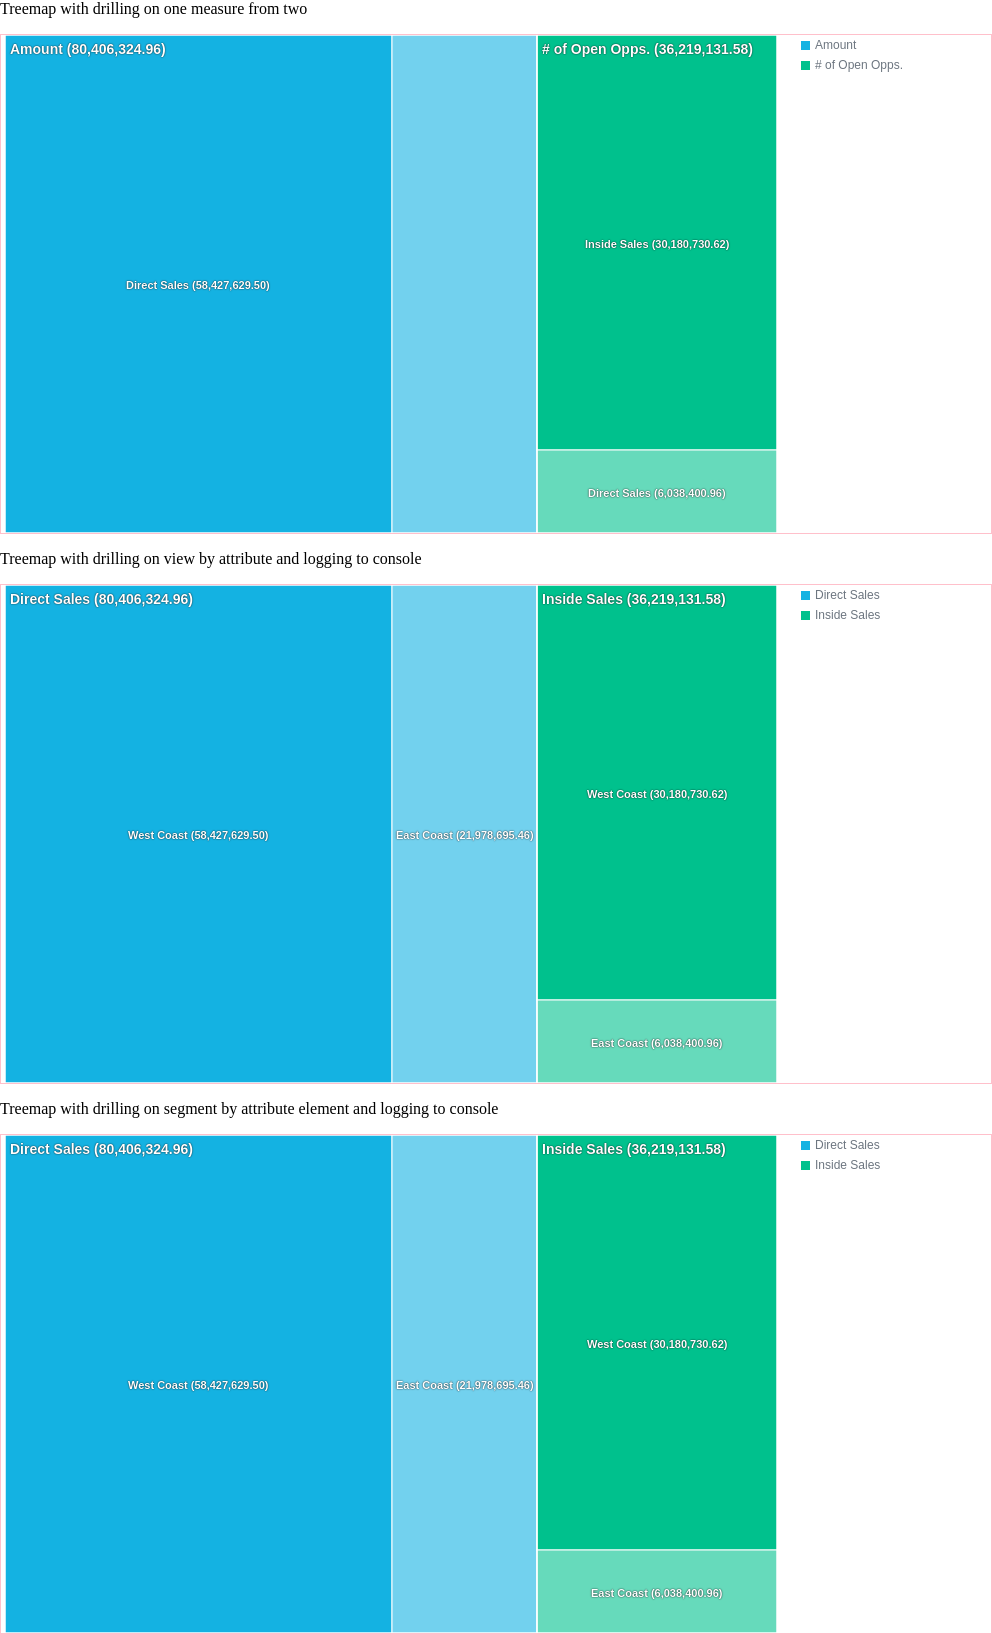 Treemap with drilling on one measure from two
Amount (80,406,324.96)
# of Open Opps. (36,219,131.58)
Amount
# of Open Opps.
Inside Sales (30,180,730.62)
Direct Sales (58,427,629.50)
Direct Sales (6,038,400.96)
Treemap with drilling on view by attribute and logging to console
Direct Sales (80,406,324.96)
Inside Sales (36,219,131.58)
Direct Sales
Inside Sales
West Coast (30,180,730.62)
West Coast (58,427,629.50)
East Coast (21,978,695.46)
East Coast (6,038,400.96)
Treemap with drilling on segment by attribute element and logging to console
Direct Sales (80,406,324.96)
Inside Sales (36,219,131.58)
Direct Sales
Inside Sales
West Coast (30,180,730.62)
West Coast (58,427,629.50)
East Coast (21,978,695.46)
East Coast (6,038,400.96)